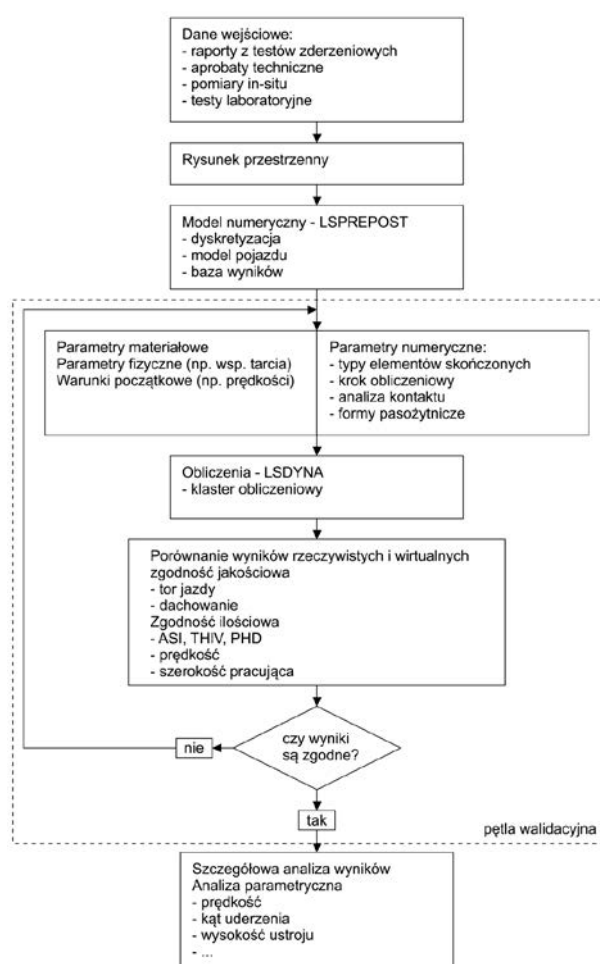 Dane wejściowe:
- raporty z testów zderzeniowych
- aprobaty techniczne
- pomiary in-situ
- testy laboratoryjne
Rysunek przestrzenny
Model numeryczny - LSPREPOST
- dyskretyzacja
- model pojazdu
- baza wyników
Parametry materiałowe
Parametry fizyczne (np. wsp. tarcia)
Warunki początkowe (np. prędkości)
Parametry numeryczne:
- typy elementów skończonych
- krok obliczeniowy
- analiza kontaktu
- formy pasożytnicze
Obliczenia - LSDYNA
- klaster obliczeniowy
Porównanie wyników rzeczywistych i wirtualnych
zgodność jakościowa
- tor jazdy
- dachowanie
Zgodność ilościowa
- ASI, THIV, PHD
- prędkość
- szerokość pracująca
czy wyniki
są zgodne?
nie
tak
pętla walidacyjna
Szczegółowa analiza wyników
Analiza parametryczna
- prędkość
- kąt uderzenia
- wysokość ustroju
- ...